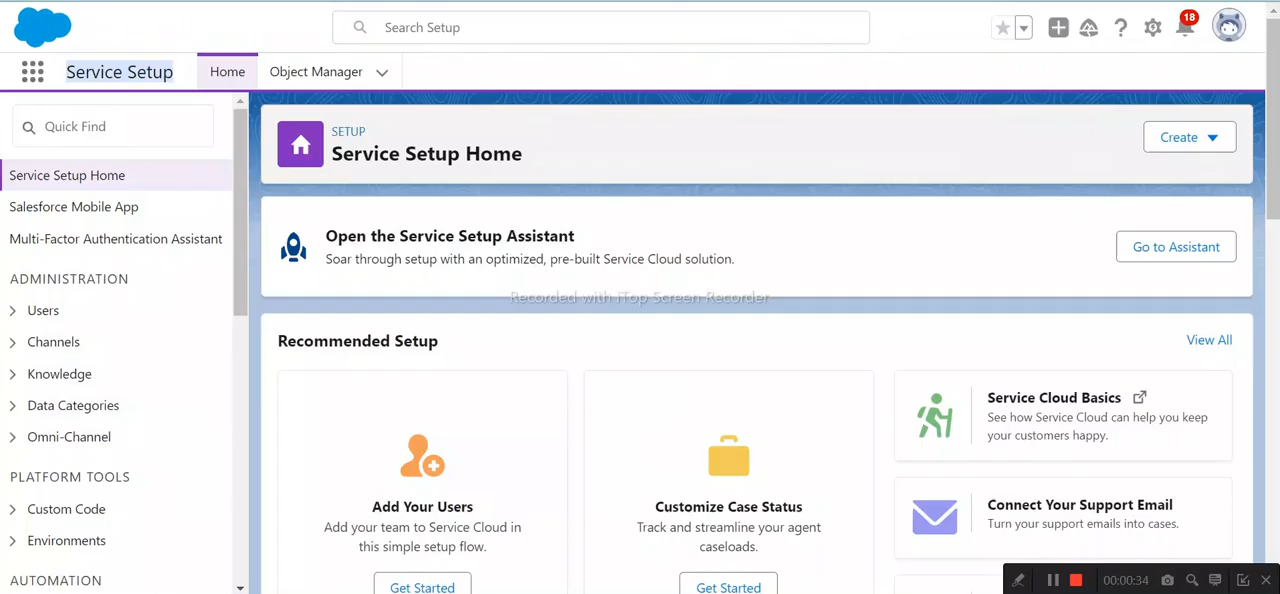 Search Setup
18
Service Setup
Home
Object Manager
Quick Find
Service Setup Home
Salesforce Mobile App
Multi-Factor Authentication Assistant
ADMINISTRATION
Users
Channels
Knowledge
Data Categories
Omni-Channel
PLATFORM TOOLS
Custom Code
Environments
AUTOMATION
SETUP
Service Setup Home
Create
Open the Service Setup Assistant
Soar through setup with an optimized, pre-built Service Cloud solution.
Go to Assistant
Recorded with iTop Screen Recorder
Recommended Setup
View All
Add Your Users
Add your team to Service Cloud in
this simple setup flow.
Get Started
Customize Case Status
Track and streamline your agent
caseloads.
Get Started
Service Cloud Basics
See how Service Cloud can help you keep
your customers happy.
Connect Your Support Email
Turn your support emails into cases.
00:00:34